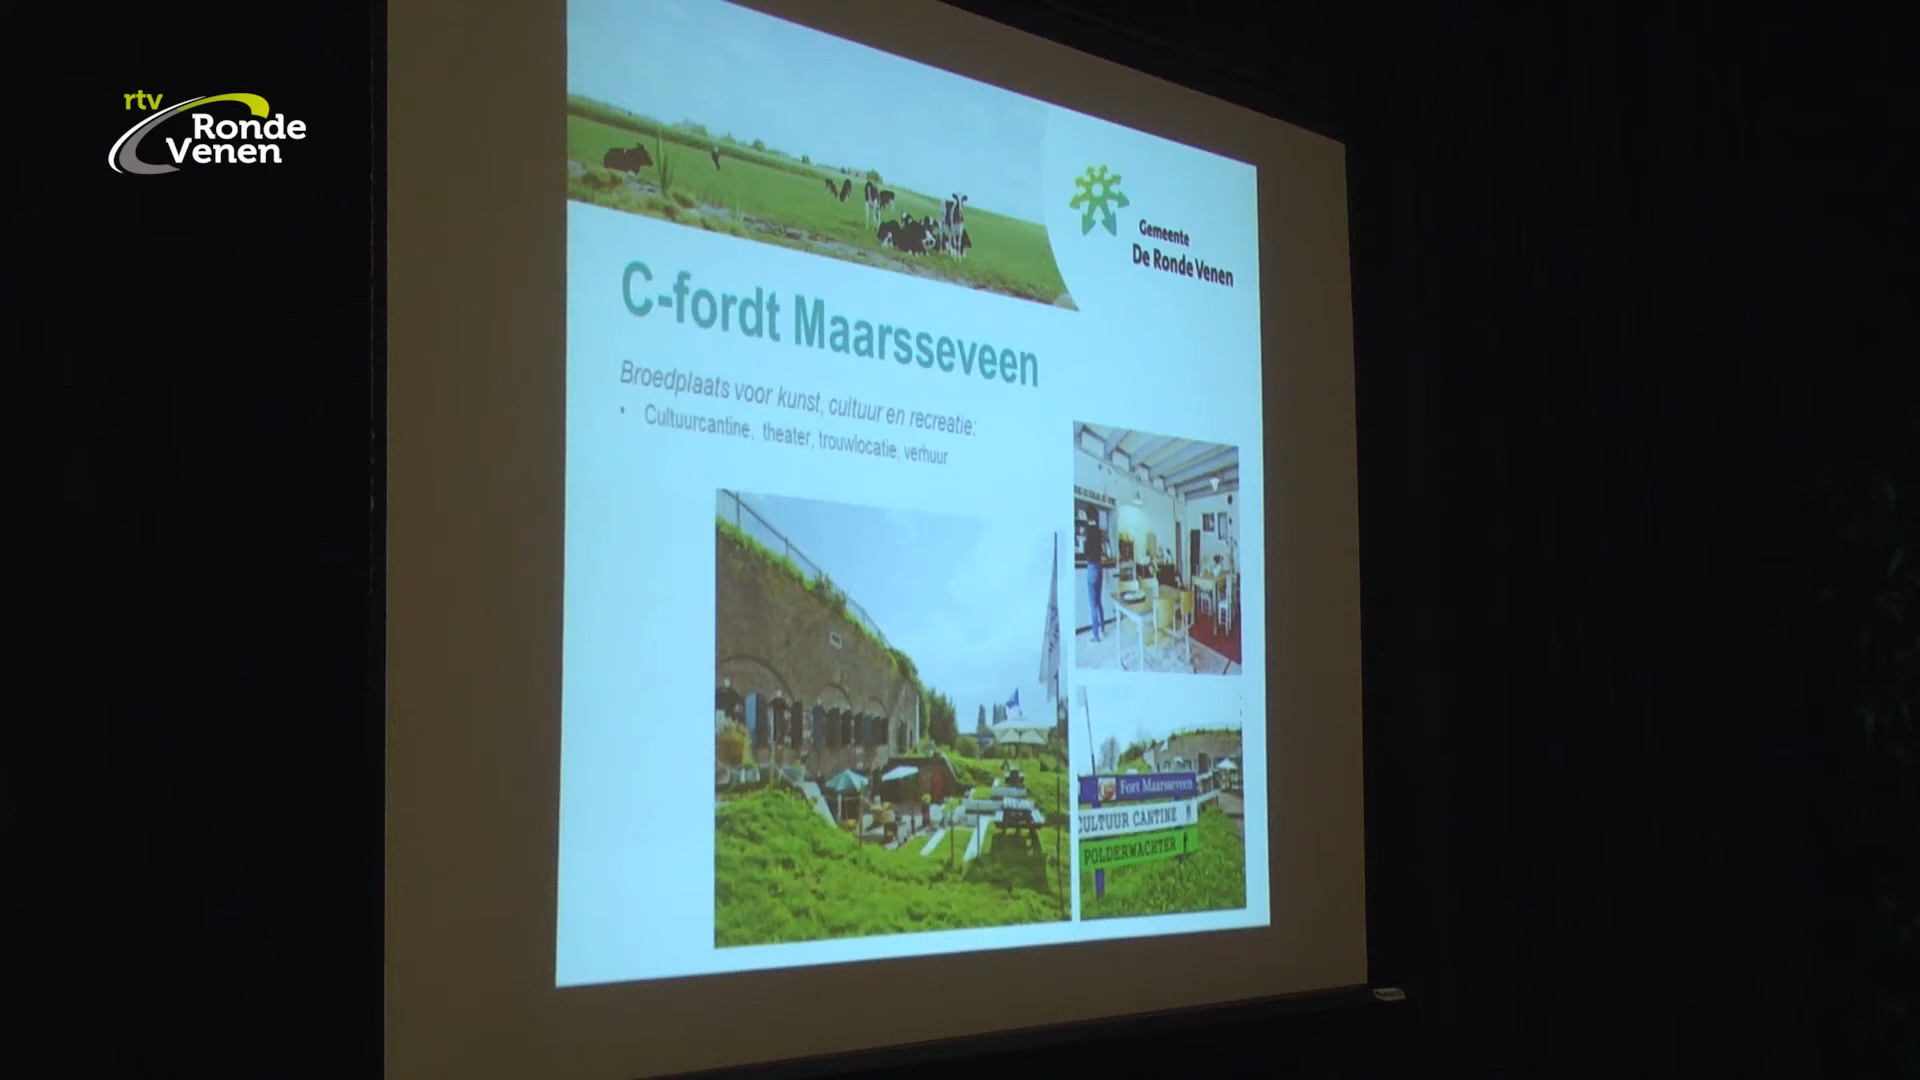 rtv
Ronde
Venen
Gemeente
De Ronde Venen
C-fordt Maarsseveen
Broedplaats voor kunst, cultuur en recreatie:
• Cultuurcantine, theater, trouwlocatie, verhuur
Fort Maarsseveen
CULTUUR CANTINE
POLDERWACHTER